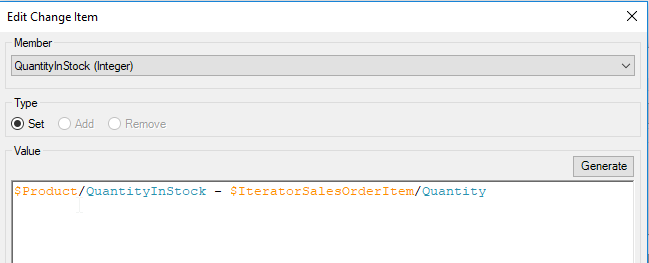 Edit Change Item
Member
QuantityInStock (Integer)
Type
Set Add Remove
Value
Generate
$Product/QuantityInStock - $IteratorSalesOrderItem/Quantity